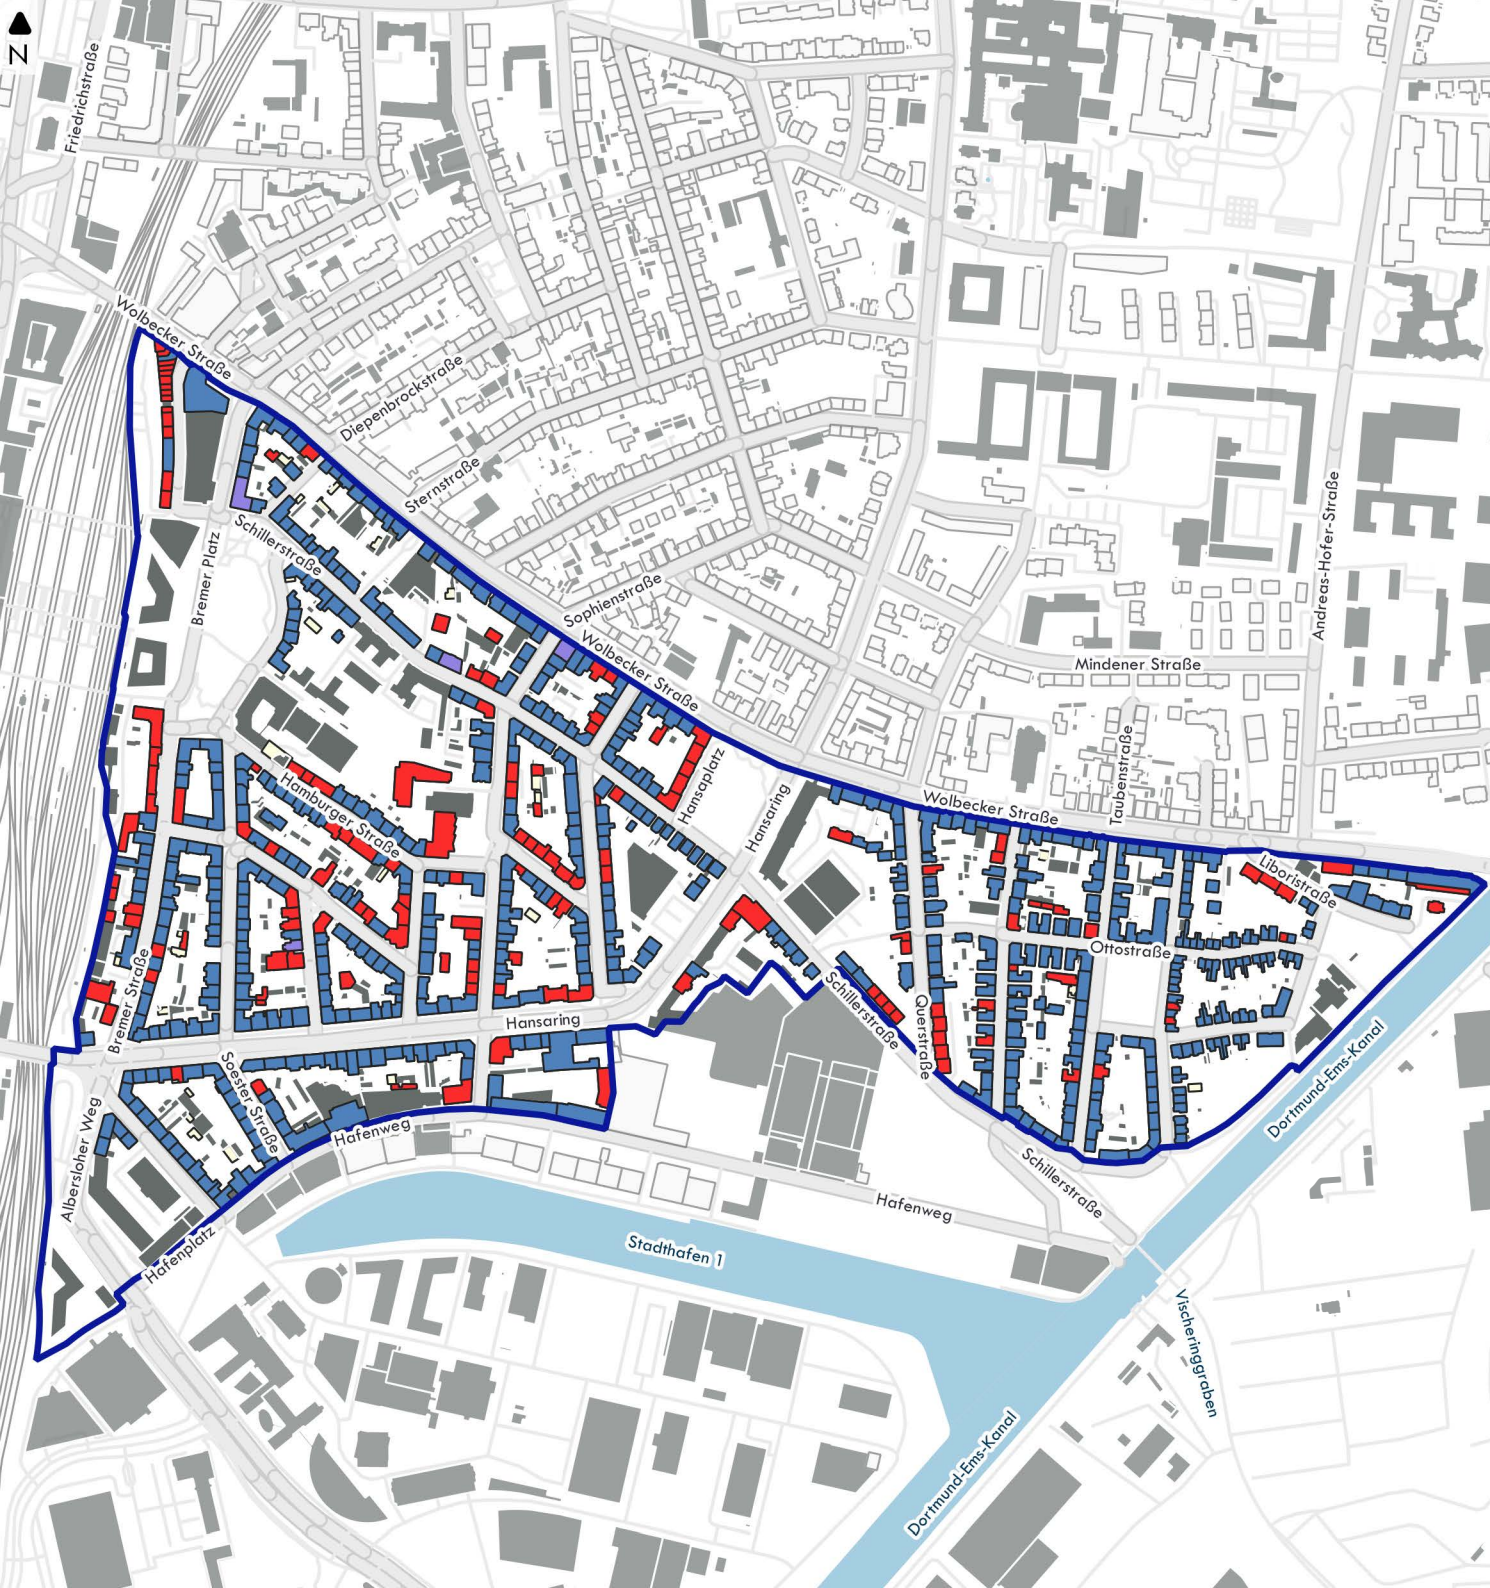 N
Friedrichstraße
Wolbecker Straße
Diepenbrockstraße
Sternstraße
Schillerstraße
Bremer Platz
Sophienstraße
Wolbecker Straße
Andreas-Hofer-Straße
Mindener Straße
Taubenstraße
Hansaplatz
Hansaring
Hamburger Straße
Wolbecker Straße
Liboristraße
Ottostraße
Bremer Straße
Hansaring
Schillerstraße
Querstraße
Soester Straße
Albersloher Weg
Hafenweg
Dortmund-Ems-Kanal
Schillerstraße
Hafenweg
Hafenplatz
Stadthafen 1
Vischeringgraben
Dortmund-Ems-Kanal